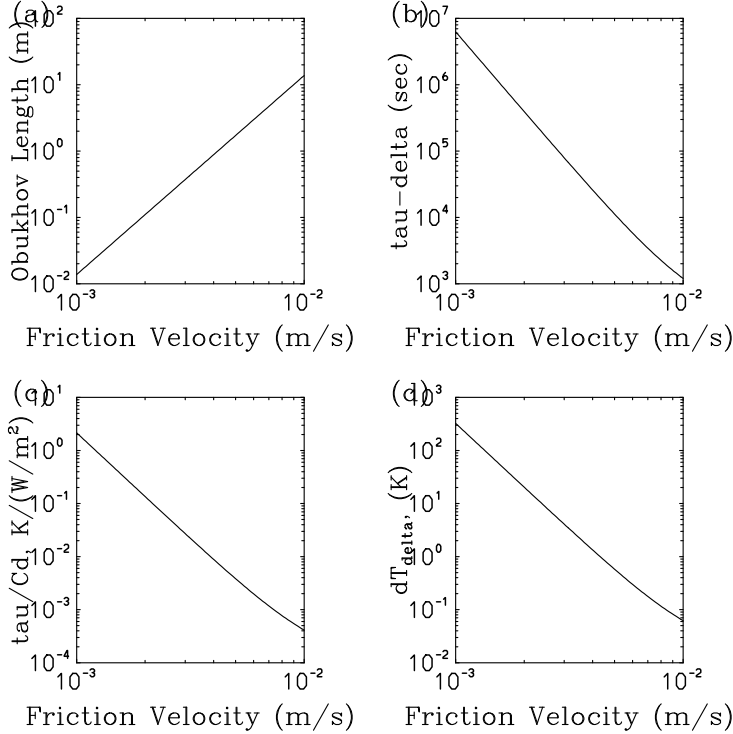 (a)
10²
10¹
10⁰
10⁻¹
10⁻²
Obukhov Length (m)
10⁻³ 10⁻²
Friction Velocity (m/s)
(b)
10⁷
10⁶
10⁵
10⁴
10³
tau-delta (sec)
10⁻³ 10⁻²
Friction Velocity (m/s)
(c)
10¹
10⁰
10⁻¹
10⁻²
10⁻³
10⁻⁴
tau/Cd, K/(W/m²)
10⁻³ 10⁻²
Friction Velocity (m/s)
(d)
10³
10²
10¹
10⁰
10⁻¹
10⁻²
dT_delta, (K)
10⁻³ 10⁻²
Friction Velocity (m/s)